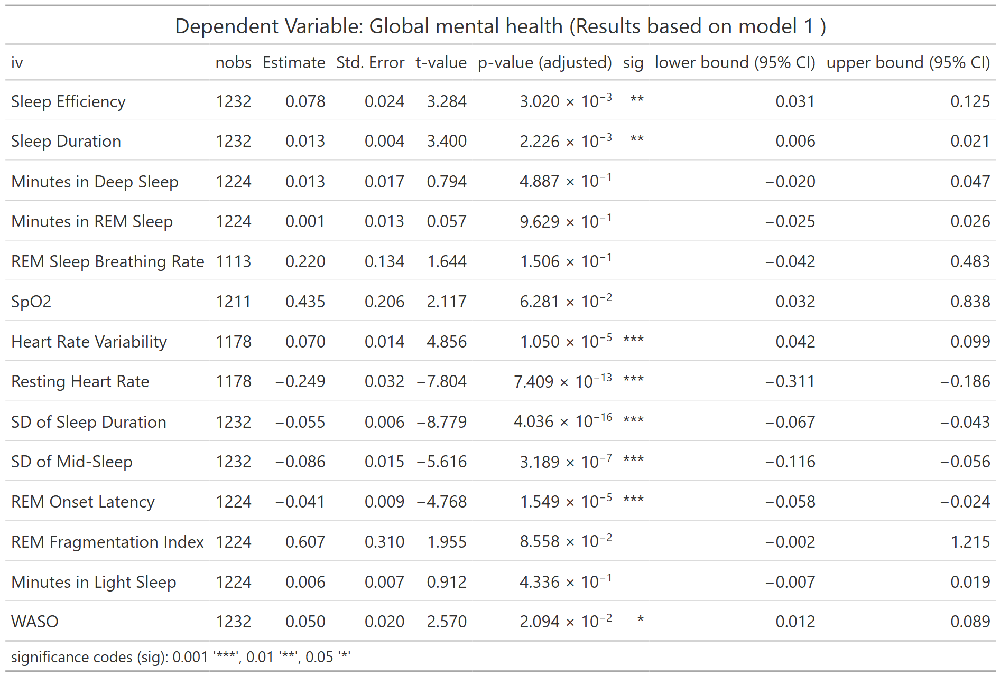 Dependent Variable: Global mental health (Results based on model 1 )
iv nobs Estimate Std. Error t-value p-value (adjusted) sig lower bound (95% CI) upper bound (95% CI)
Sleep Efficiency 1232 0.078 0.024 3.284 3.020 × 10⁻³ ** 0.031 0.125
Sleep Duration 1232 0.013 0.004 3.400 2.226 × 10⁻³ ** 0.006 0.021
Minutes in Deep Sleep 1224 0.013 0.017 0.794 4.887 × 10⁻¹ −0.020 0.047
Minutes in REM Sleep 1224 0.001 0.013 0.057 9.629 × 10⁻¹ −0.025 0.026
REM Sleep Breathing Rate 1113 0.220 0.134 1.644 1.506 × 10⁻¹ −0.042 0.483
SpO2 1211 0.435 0.206 2.117 6.281 × 10⁻² 0.032 0.838
Heart Rate Variability 1178 0.070 0.014 4.856 1.050 × 10⁻⁵ *** 0.042 0.099
Resting Heart Rate 1178 −0.249 0.032 −7.804 7.409 × 10⁻¹³ *** −0.311 −0.186
SD of Sleep Duration 1232 −0.055 0.006 −8.779 4.036 × 10⁻¹⁶ *** −0.067 −0.043
SD of Mid-Sleep 1232 −0.086 0.015 −5.616 3.189 × 10⁻⁷ *** −0.116 −0.056
REM Onset Latency 1224 −0.041 0.009 −4.768 1.549 × 10⁻⁵ *** −0.058 −0.024
REM Fragmentation Index 1224 0.607 0.310 1.955 8.558 × 10⁻² −0.002 1.215
Minutes in Light Sleep 1224 0.006 0.007 0.912 4.336 × 10⁻¹ −0.007 0.019
WASO 1232 0.050 0.020 2.570 2.094 × 10⁻² * 0.012 0.089
significance codes (sig): 0.001 '***', 0.01 '**', 0.05 '*'